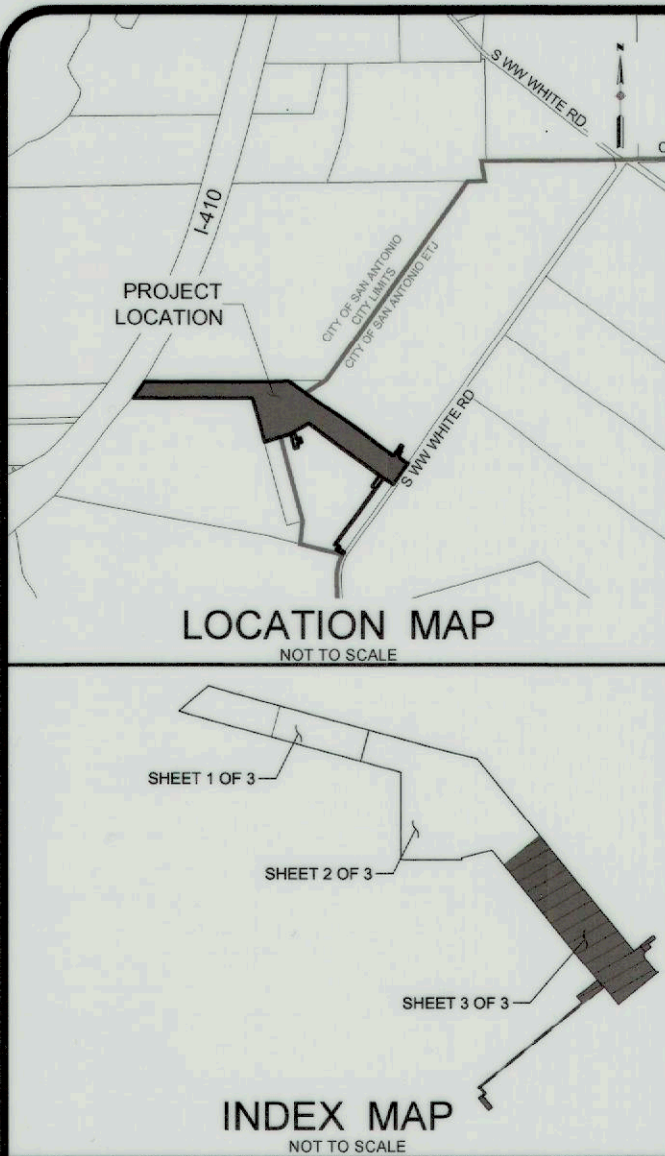 S WW WHITE RD.
N
C
I-410
CITY OF SAN ANTONIO
CITY LIMITS
CITY OF SAN ANTONIO ETJ
PROJECT
LOCATION
S WW WHITE RD
LOCATION MAP
NOT TO SCALE
SHEET 1 OF 3
SHEET 2 OF 3
SHEET 3 OF 3
INDEX MAP
NOT TO SCALE